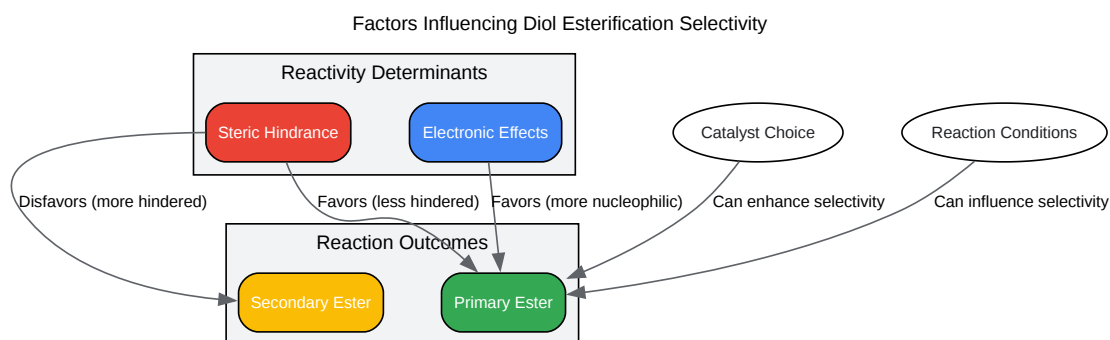 Factors Influencing Diol Esterification Selectivity
Reactivity Determinants
Steric Hindrance
Electronic Effects
Catalyst Choice
Reaction Conditions
Disfavors (more hindered)
Favors (less hindered)
Favors (more nucleophilic)
Can enhance selectivity
Can influence selectivity
Reaction Outcomes
Secondary Ester
Primary Ester